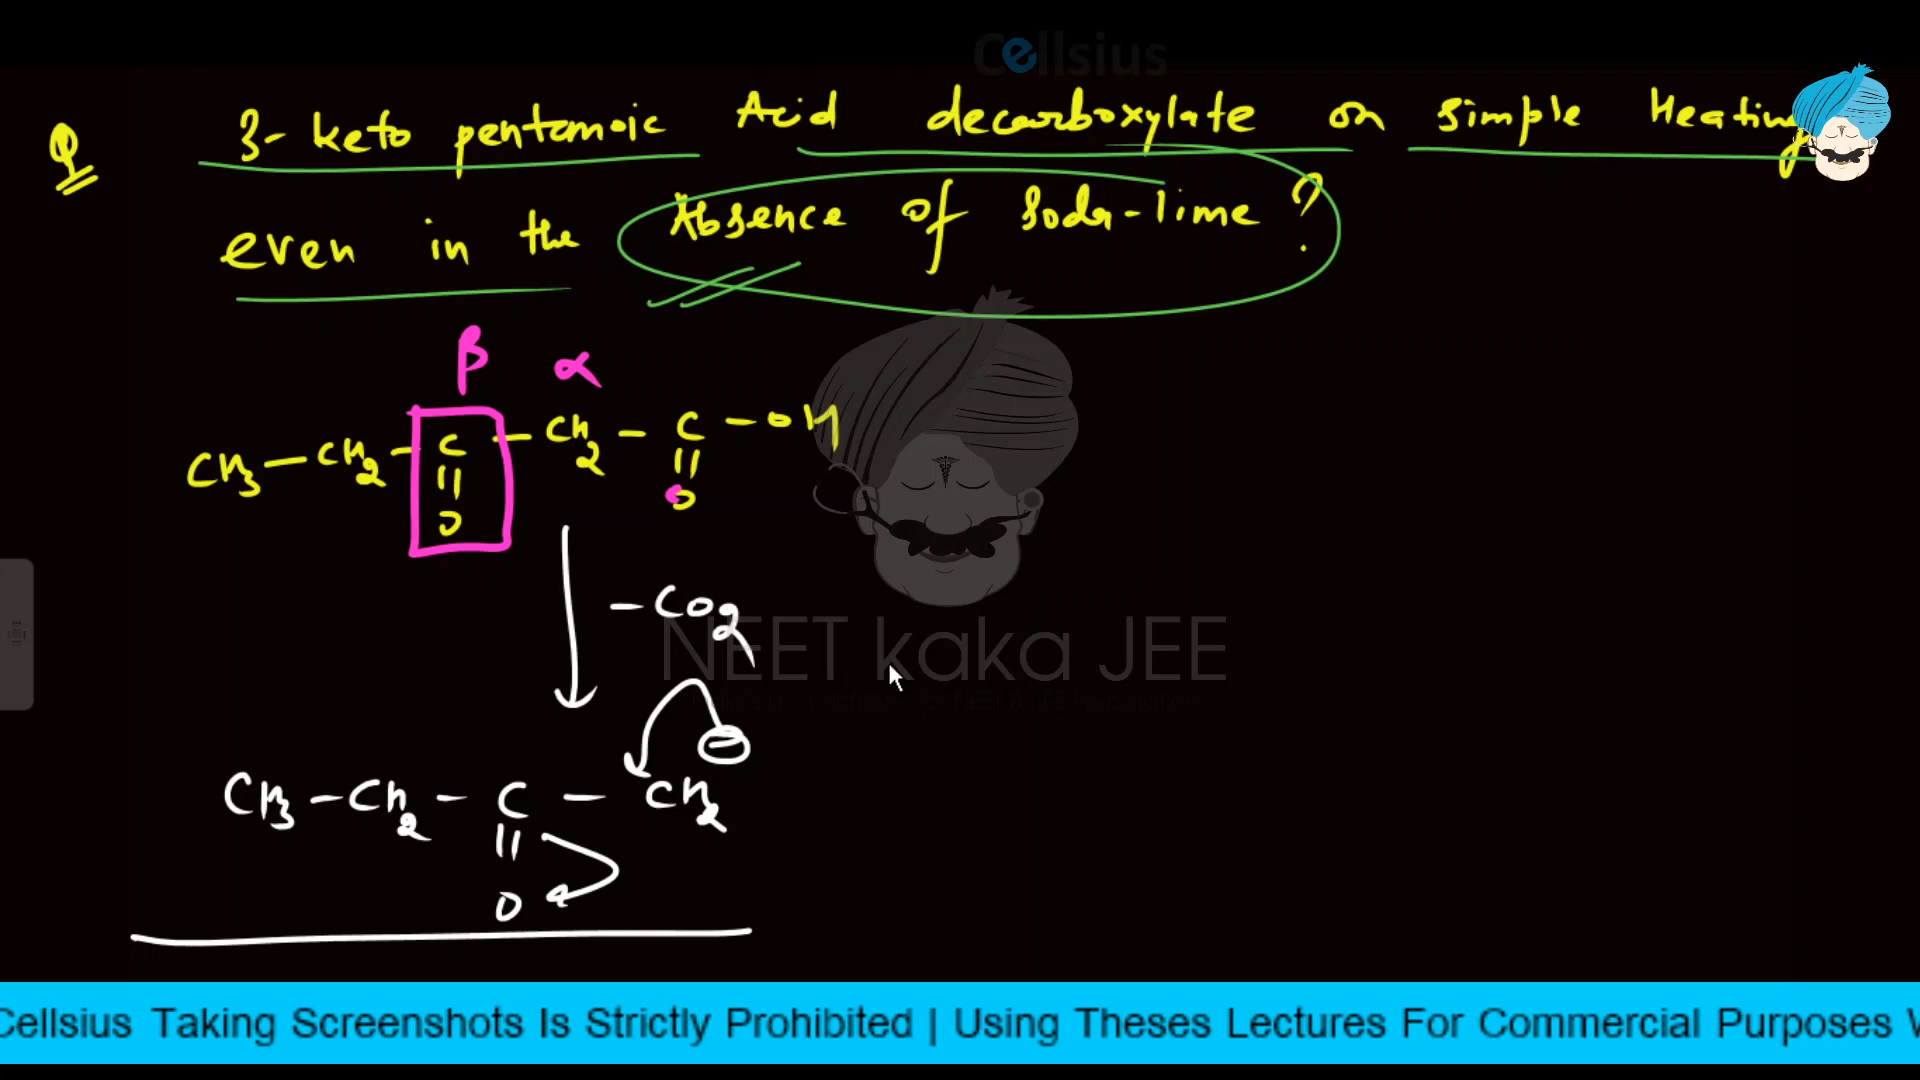 Cellsius
Q 3-keto pentanoic Acid decarboxylate on simple Heating
even in the Absence of Soda-lime ?
β α
CH3 - CH2 - C - CH2 - C - OH
|| ||
O O
- CO2
NEET kaka JEE
⊖
CH3 - CH2 - C - CH2
||
O
Cellsius Taking Screenshots Is Strictly Prohibited | Using Theses Lectures For Commercial Purposes W